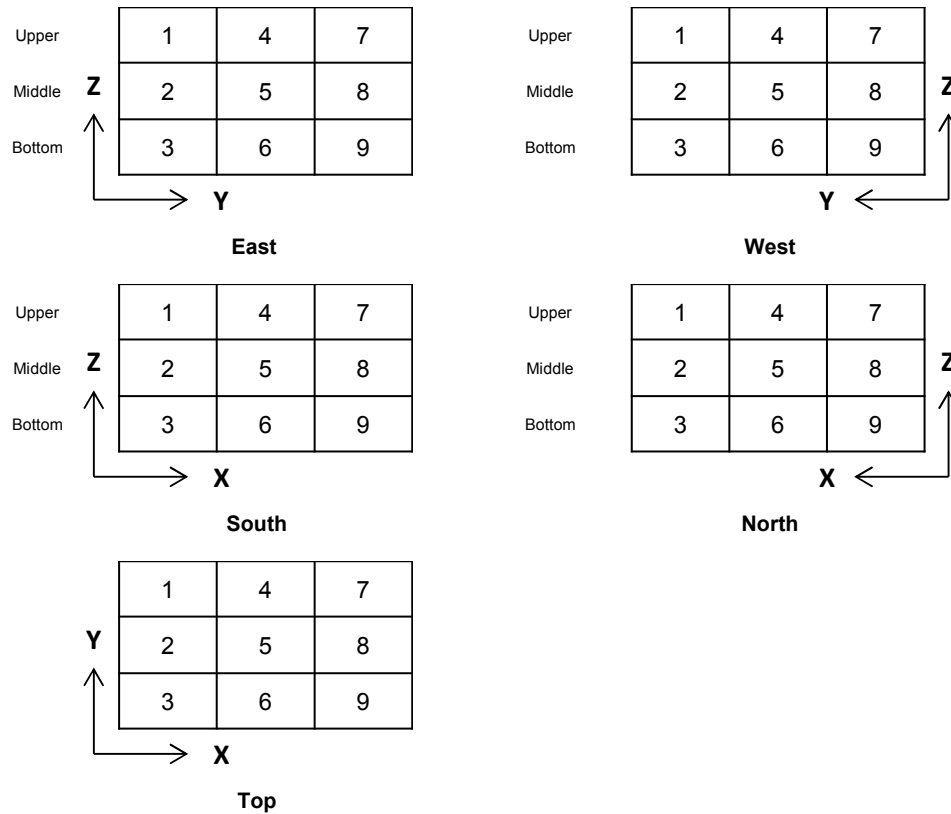 Upper 1 4 7 Upper 1 4 7
Middle Z 2 5 8 Middle 2 5 8 Z
Bottom 3 6 9 Bottom 3 6 9
Y Y
East West
Upper 1 4 7 Upper 1 4 7
Middle Z 2 5 8 Middle 2 5 8 Z
Bottom 3 6 9 Bottom 3 6 9
X X
South North
1 4 7
Y 2 5 8
3 6 9
X
Top